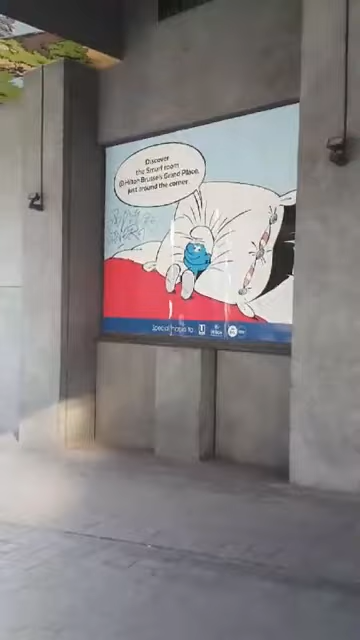 Discover
the Smurf room
@ Hilton Brussels Grand Place,
just around the corner.
Special thanks to